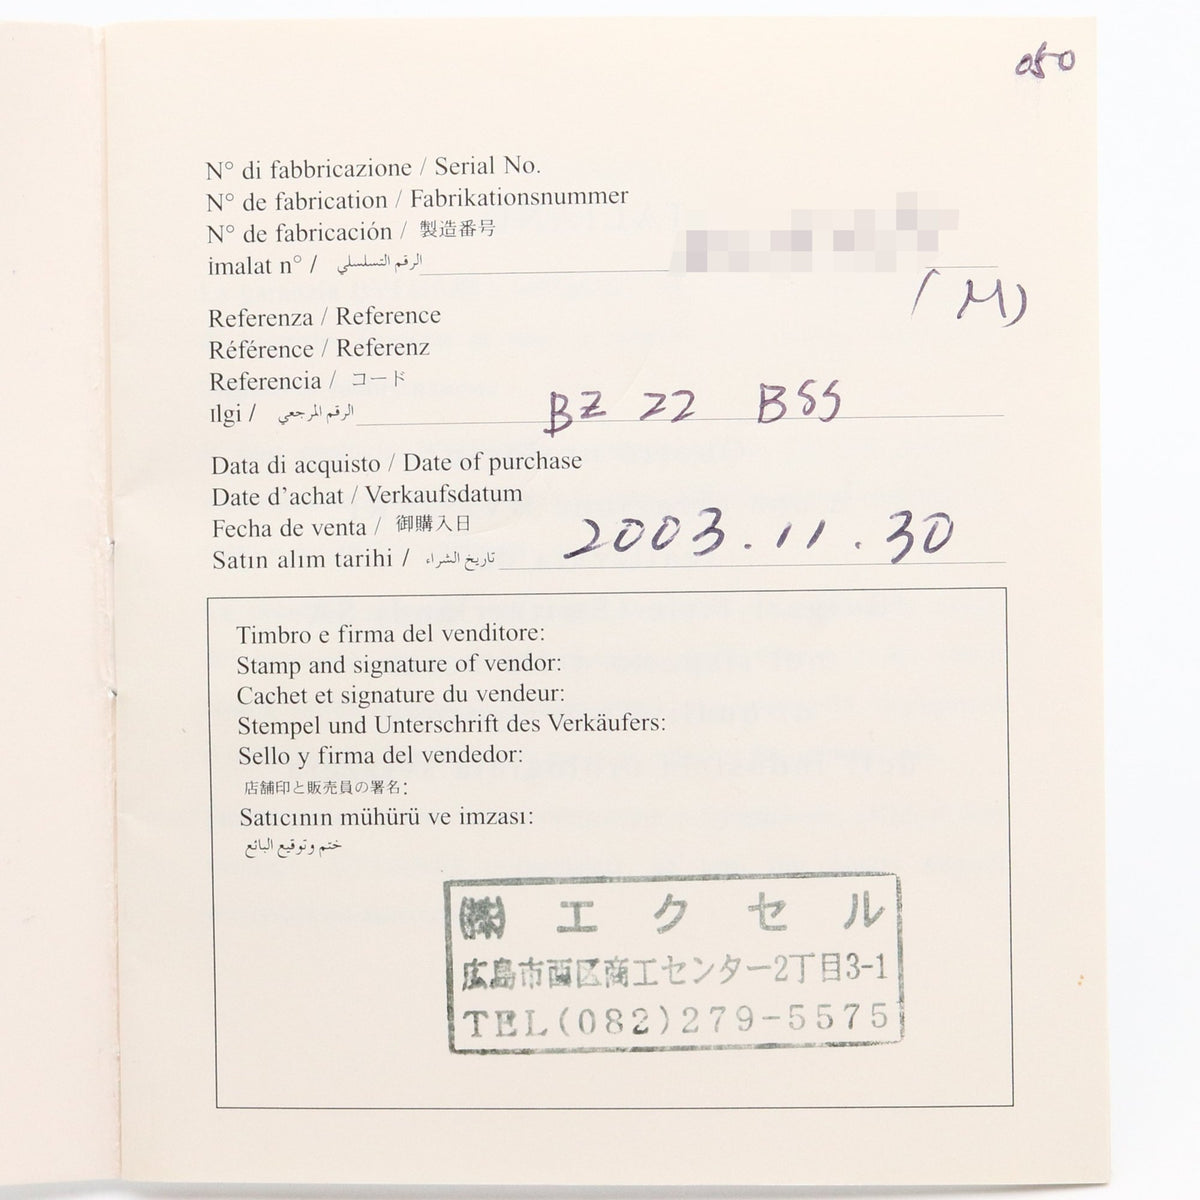 050
N° di fabbricazione / Serial No.
N° de fabrication / Fabrikationsnummer
N° de fabricación / 製造番号
imalat n° / الرقم التسلسلي
(M)
Referenza / Reference
Référence / Referenz
Referencia / コード
ılgi / الرقم المرجعي BZ 22 BSS
Data di acquisto / Date of purchase
Date d'achat / Verkaufsdatum
Fecha de venta / 御購入日
Satın alım tarihi / تاريخ الشراء 2003.11.30
Timbro e firma del venditore:
Stamp and signature of vendor:
Cachet et signature du vendeur:
Stempel und Unterschrift des Verkäufers:
Sello y firma del vendedor:
店舗印と販売員の署名:
Satıcının mühürü ve imzası:
ختم وتوقيع البائع
㈱ エクセル
広島市西区商工センター2丁目3-1
TEL(082)279-5575